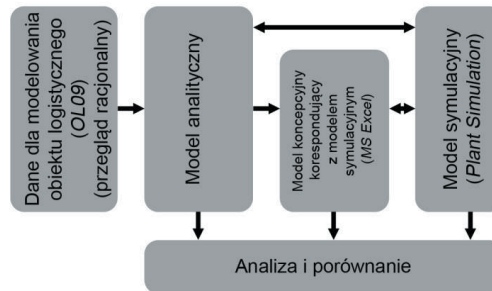 Dane dla modelowania
obiektu logistycznego
(OL09)
(przegląd racjonalny)
Model analityczny
Model koncepcyjny
korespondujący
z modelem
symulacyjnym
(MS Excel)
Model symulacyjny
(Plant Simulation)
Analiza i porównanie